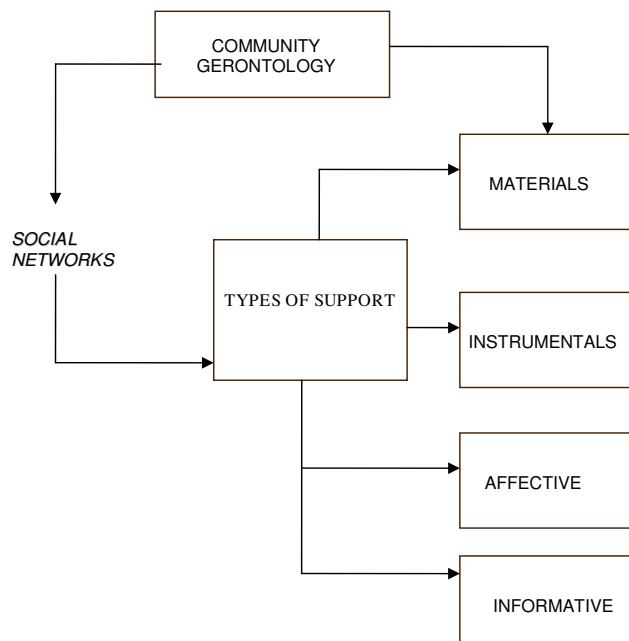 COMMUNITY
GERONTOLOGY
MATERIALS
SOCIAL
NETWORKS
TYPES OF SUPPORT
INSTRUMENTALS
AFFECTIVE
INFORMATIVE